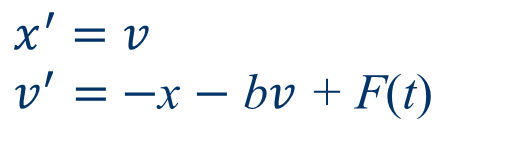 x′ = v
v′ = −x − bv + F(t)